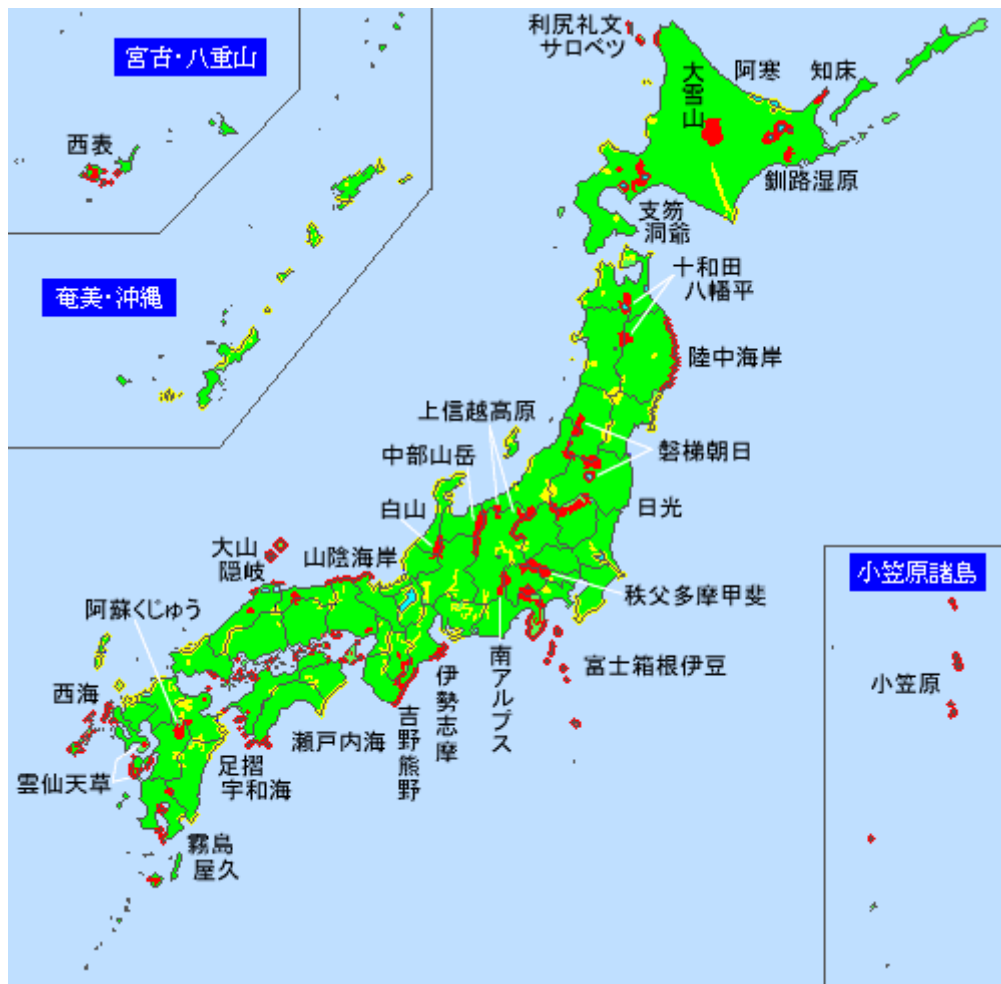 宮古・八重山
西表
奄美・沖縄
利尻礼文
サロベツ
大雪山
阿寒
知床
釧路湿原
支笏
洞爺
十和田
八幡平
陸中海岸
上信越高原
中部山岳
白山
磐梯朝日
日光
大山
隠岐
山陰海岸
秩父多摩甲斐
阿蘇くじゅう
富士箱根伊豆
南アルプス
伊勢志摩
吉野熊野
西海
瀬戸内海
足摺
宇和海
雲仙天草
霧島
屋久
小笠原諸島
小笠原